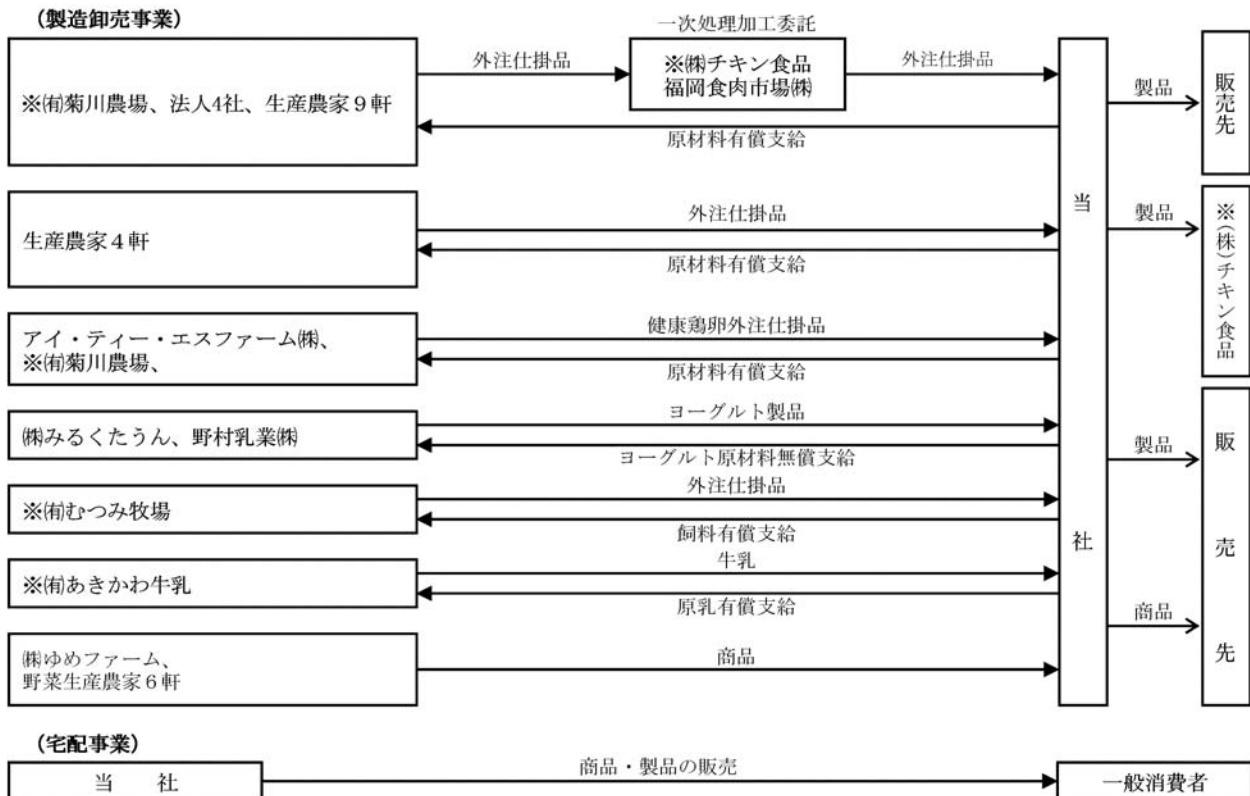 （製造卸売事業）
一次処理加工委託
※㈲菊川農場、法人4社、生産農家９軒
外注仕掛品
※㈱チキン食品
福岡食肉市場㈱
外注仕掛品
原材料有償支給
製品
販売先
生産農家４軒
外注仕掛品
原材料有償支給
製品
※(株)チキン食品
アイ・ティー・エスファーム㈱、
※㈲菊川農場、
健康鶏卵外注仕掛品
原材料有償支給
㈱みるくたうん、野村乳業㈱
ヨーグルト製品
ヨーグルト原材料無償支給
製品
※㈲むつみ牧場
外注仕掛品
飼料有償支給
※㈲あきかわ牛乳
牛乳
原乳有償支給
商品
㈱ゆめファーム、
野菜生産農家６軒
商品
当社
販売先
（宅配事業）
当　社
商品・製品の販売
一般消費者